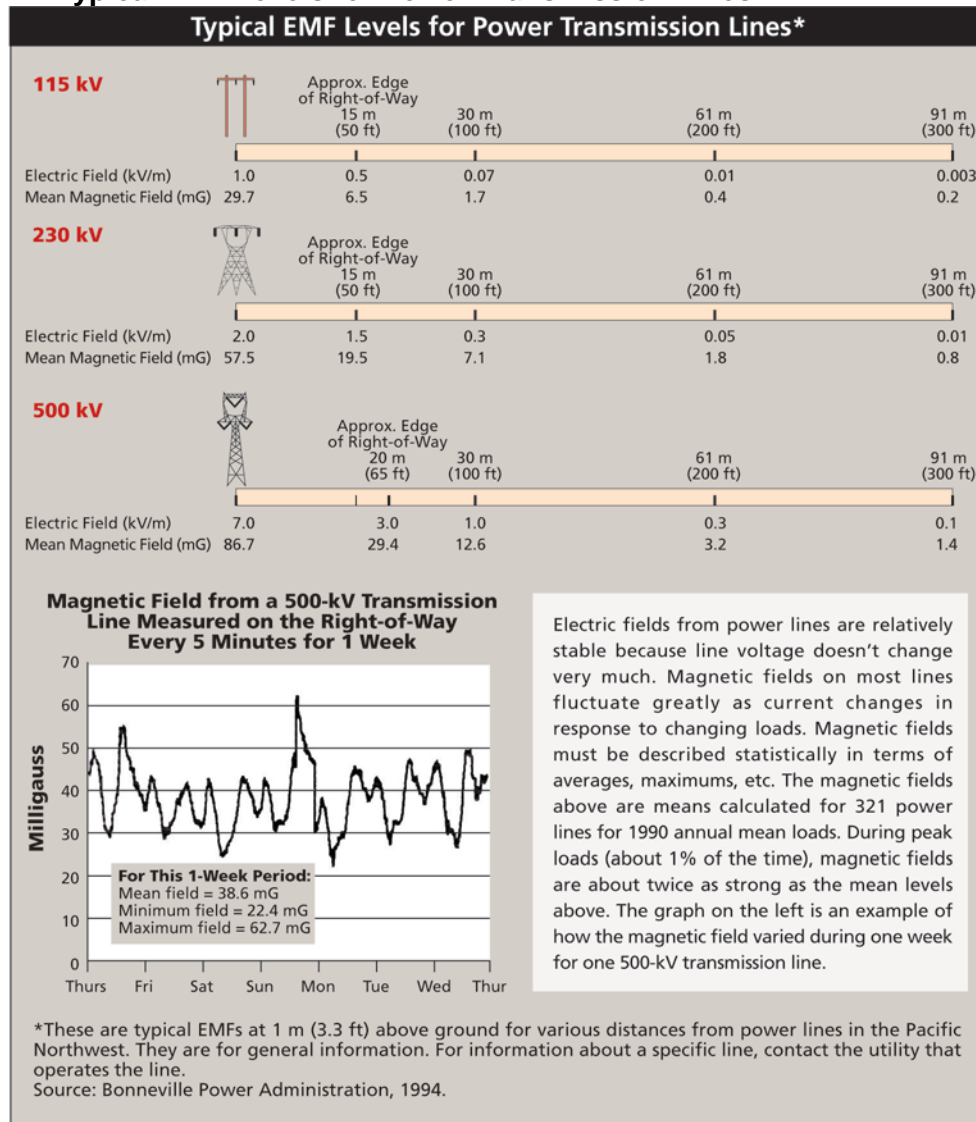 Typical EMF Levels for Power Transmission Lines*
115 kV
Approx. Edge
of Right-of-Way
15 m 30 m 61 m 91 m
(50 ft) (100 ft) (200 ft) (300 ft)
Electric Field (kV/m) 1.0 0.5 0.07 0.01 0.003
Mean Magnetic Field (mG) 29.7 6.5 1.7 0.4 0.2
230 kV
Approx. Edge
of Right-of-Way
15 m 30 m 61 m 91 m
(50 ft) (100 ft) (200 ft) (300 ft)
Electric Field (kV/m) 2.0 1.5 0.3 0.05 0.01
Mean Magnetic Field (mG) 57.5 19.5 7.1 1.8 0.8
500 kV
Approx. Edge
of Right-of-Way
20 m 30 m 61 m 91 m
(65 ft) (100 ft) (200 ft) (300 ft)
Electric Field (kV/m) 7.0 3.0 1.0 0.3 0.1
Mean Magnetic Field (mG) 86.7 29.4 12.6 3.2 1.4
Magnetic Field from a 500-kV Transmission
Line Measured on the Right-of-Way
Every 5 Minutes for 1 Week
70
60
50
40
30
20
10
0
Milligauss
For This 1-Week Period:
Mean field = 38.6 mG
Minimum field = 22.4 mG
Maximum field = 62.7 mG
Thurs Fri Sat Sun Mon Tue Wed Thur
Electric fields from power lines are relatively
stable because line voltage doesn't change
very much. Magnetic fields on most lines
fluctuate greatly as current changes in
response to changing loads. Magnetic fields
must be described statistically in terms of
averages, maximums, etc. The magnetic fields
above are means calculated for 321 power
lines for 1990 annual mean loads. During peak
loads (about 1% of the time), magnetic fields
are about twice as strong as the mean levels
above. The graph on the left is an example of
how the magnetic field varied during one week
for one 500-kV transmission line.
*These are typical EMFs at 1 m (3.3 ft) above ground for various distances from power lines in the Pacific
Northwest. They are for general information. For information about a specific line, contact the utility that
operates the line.
Source: Bonneville Power Administration, 1994.